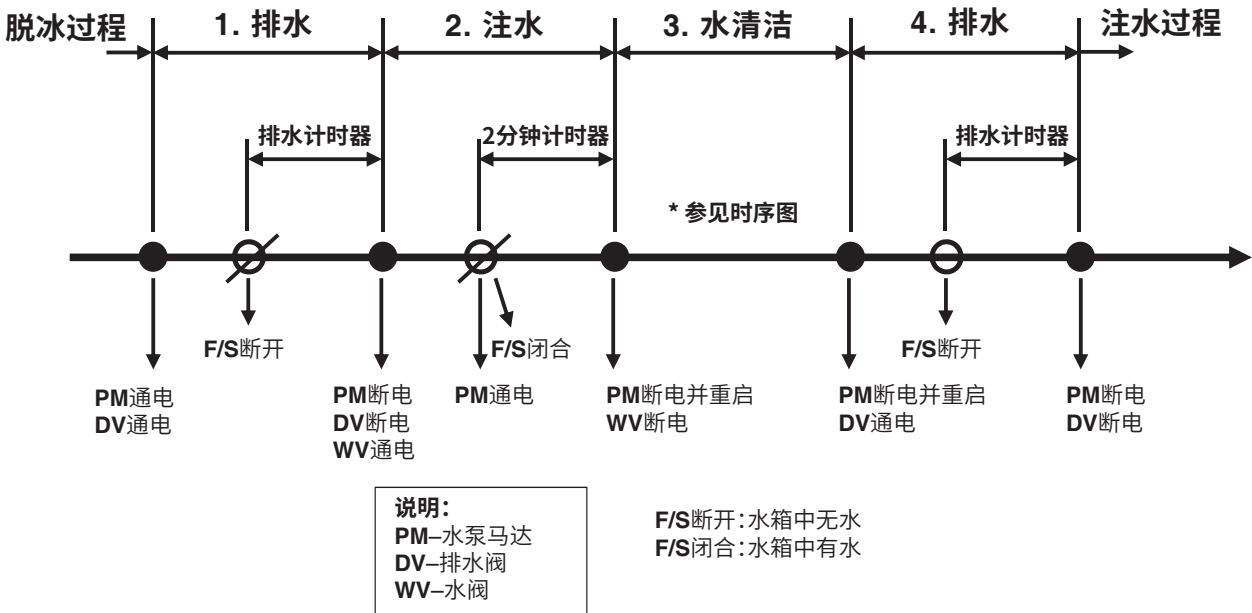 脱冰过程
1. 排水
2. 注水
3. 水清洁
4. 排水
注水过程
排水计时器
2分钟计时器
排水计时器
* 参见时序图
F/S断开
F/S闭合
F/S断开
PM通电
DV通电
PM断电
DV断电
WV通电
PM通电
PM断电并重启
WV断电
PM断电并重启
DV通电
PM断电
DV断电
说明：
PM–水泵马达
DV–排水阀
WV–水阀
F/S断开：水箱中无水
F/S闭合：水箱中有水